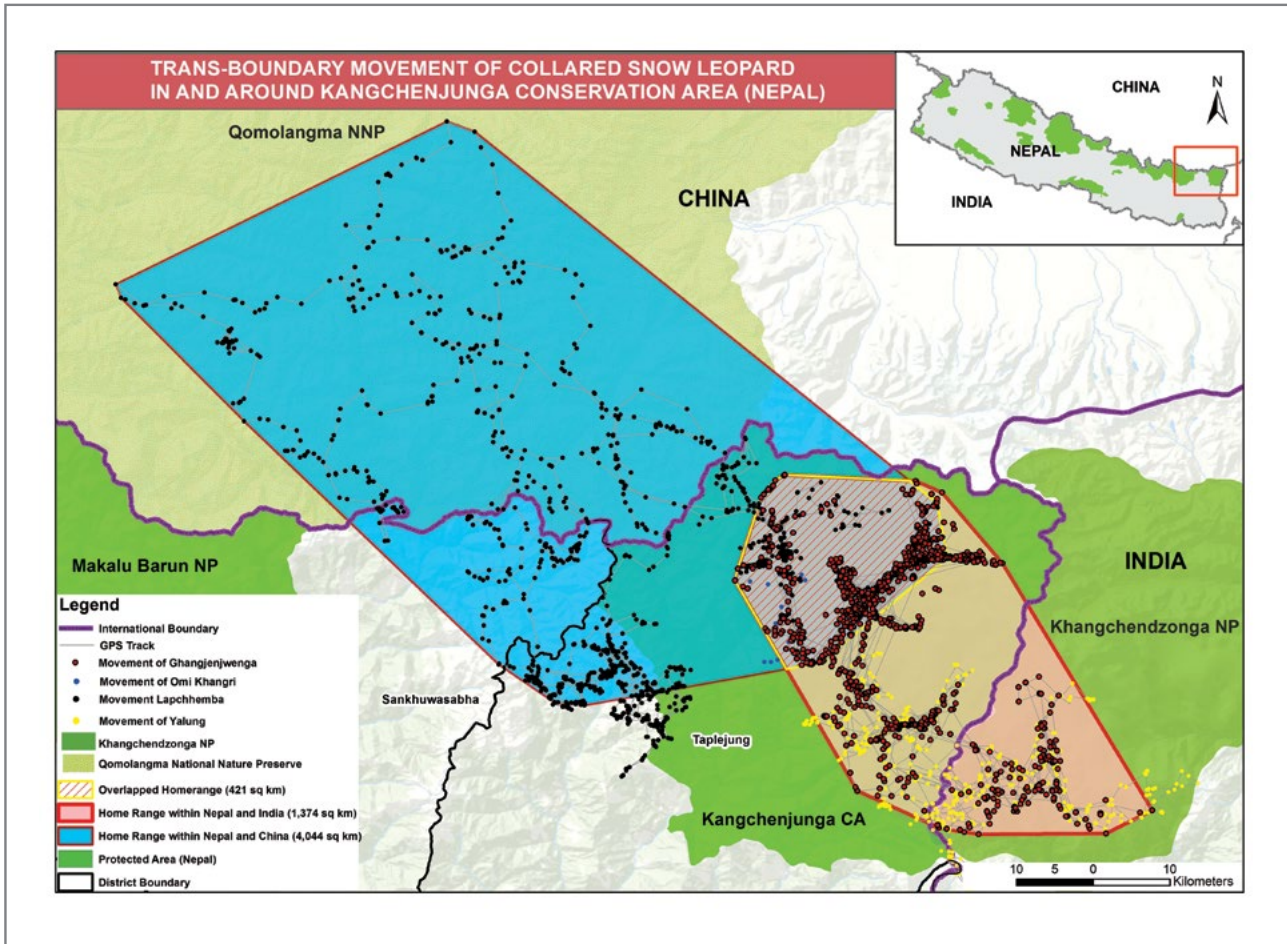 TRANS-BOUNDARY MOVEMENT OF COLLARED SNOW LEOPARD
IN AND AROUND KANGCHENJUNGA CONSERVATION AREA (NEPAL)
CHINA
N
NEPAL
INDIA
Qomolangma NNP
CHINA
Makalu Barun NP
INDIA
Khangchendzonga NP
Sankhuwasabha
Taplejung
Kangchenjunga CA
Legend
International Boundary
GPS Track
Movement of Ghangjenjwenga
Movement of Omi Khangri
Movement Lapchhemba
Movement of Yalung
Khangchendzonga NP
Qomolangma National Nature Preserve
Overlapped Homerange (421 sq km)
Home Range within Nepal and India (1,374 sq km)
Home Range within Nepal and China (4,044 sq km)
Protected Area (Nepal)
District Boundary
10 5 0 10
Kilometers